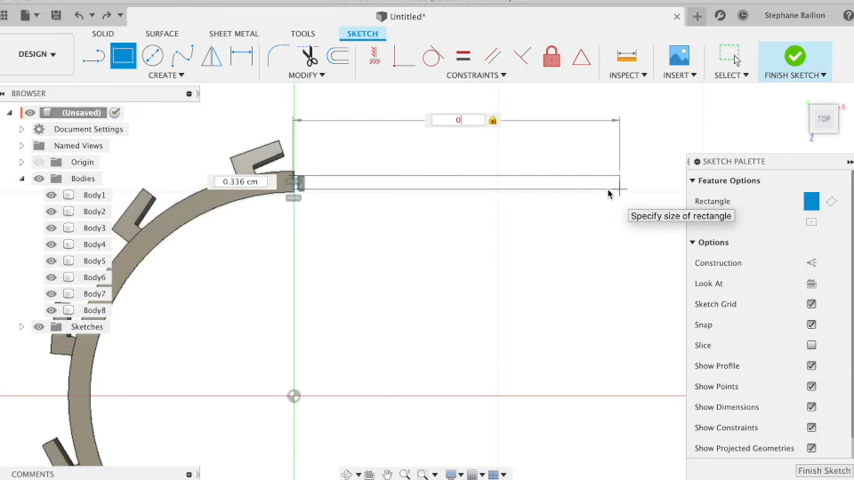 Untitled*
Stephane Baillon
DESIGN
SOLID
SURFACE
SHEET METAL
TOOLS
SKETCH
CREATE
MODIFY
CONSTRAINTS
INSPECT
INSERT
SELECT
FINISH SKETCH
BROWSER
(Unsaved)
Document Settings
Named Views
Origin
Bodies
Body1
Body2
Body3
Body4
Body5
Body6
Body7
Body8
Sketches
0
0.336 cm
Specify size of rectangle
TOP
X
Z
SKETCH PALETTE
Feature Options
Rectangle
Options
Construction
Look At
Sketch Grid
Snap
Slice
Show Profile
Show Points
Show Dimensions
Show Constraints
Show Projected Geometries
Finish Sketch
COMMENTS